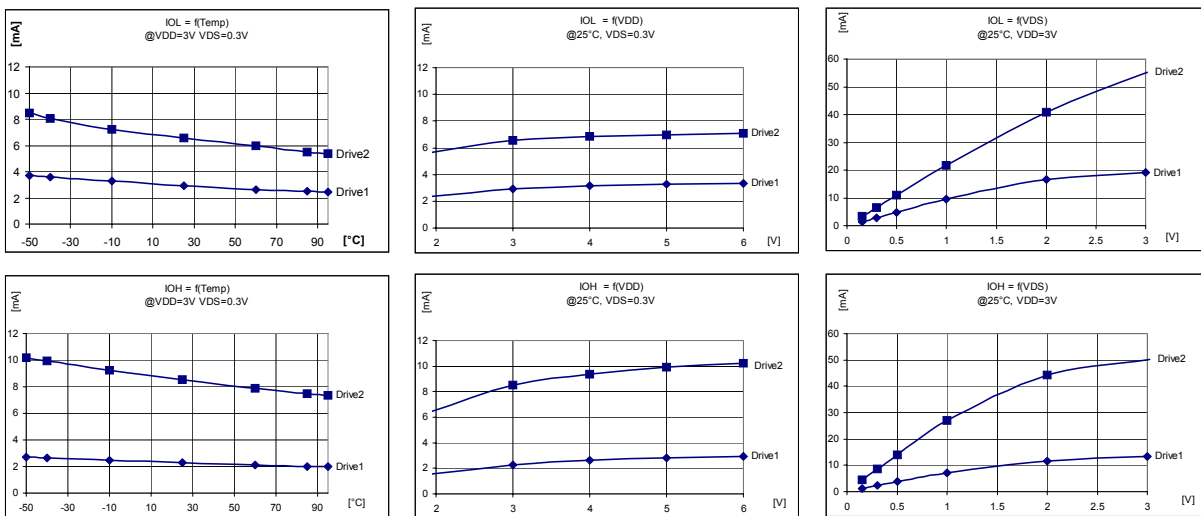 IOL = f(Temp)
@VDD=3V VDS=0.3V
[mA]
12
10
8
6
4
2
0
Drive2
Drive1
-50 -30 -10 10 30 50 70 90 [°C]
IOL = f(VDD)
@25°C, VDS=0.3V
[mA]
12
10
8
6
4
2
0
Drive2
Drive1
2 3 4 5 6 [V]
IOL = f(VDS)
@25°C, VDD=3V
[mA]
60
50
40
30
20
10
0
Drive2
Drive1
0 0.5 1 1.5 2 2.5 3 [V]
IOH = f(Temp)
@VDD=3V VDS=0.3V
[mA]
12
10
8
6
4
2
0
Drive2
Drive1
-50 -30 -10 10 30 50 70 90 [°C]
IOH = f(VDD)
@25°C, VDS=0.3V
[mA]
12
10
8
6
4
2
0
Drive2
Drive1
2 3 4 5 6 [V]
IOH = f(VDS)
@25°C, VDD=3V
[mA]
60
50
40
30
20
10
0
Drive2
Drive1
0 0.5 1 1.5 2 2.5 3 [V]